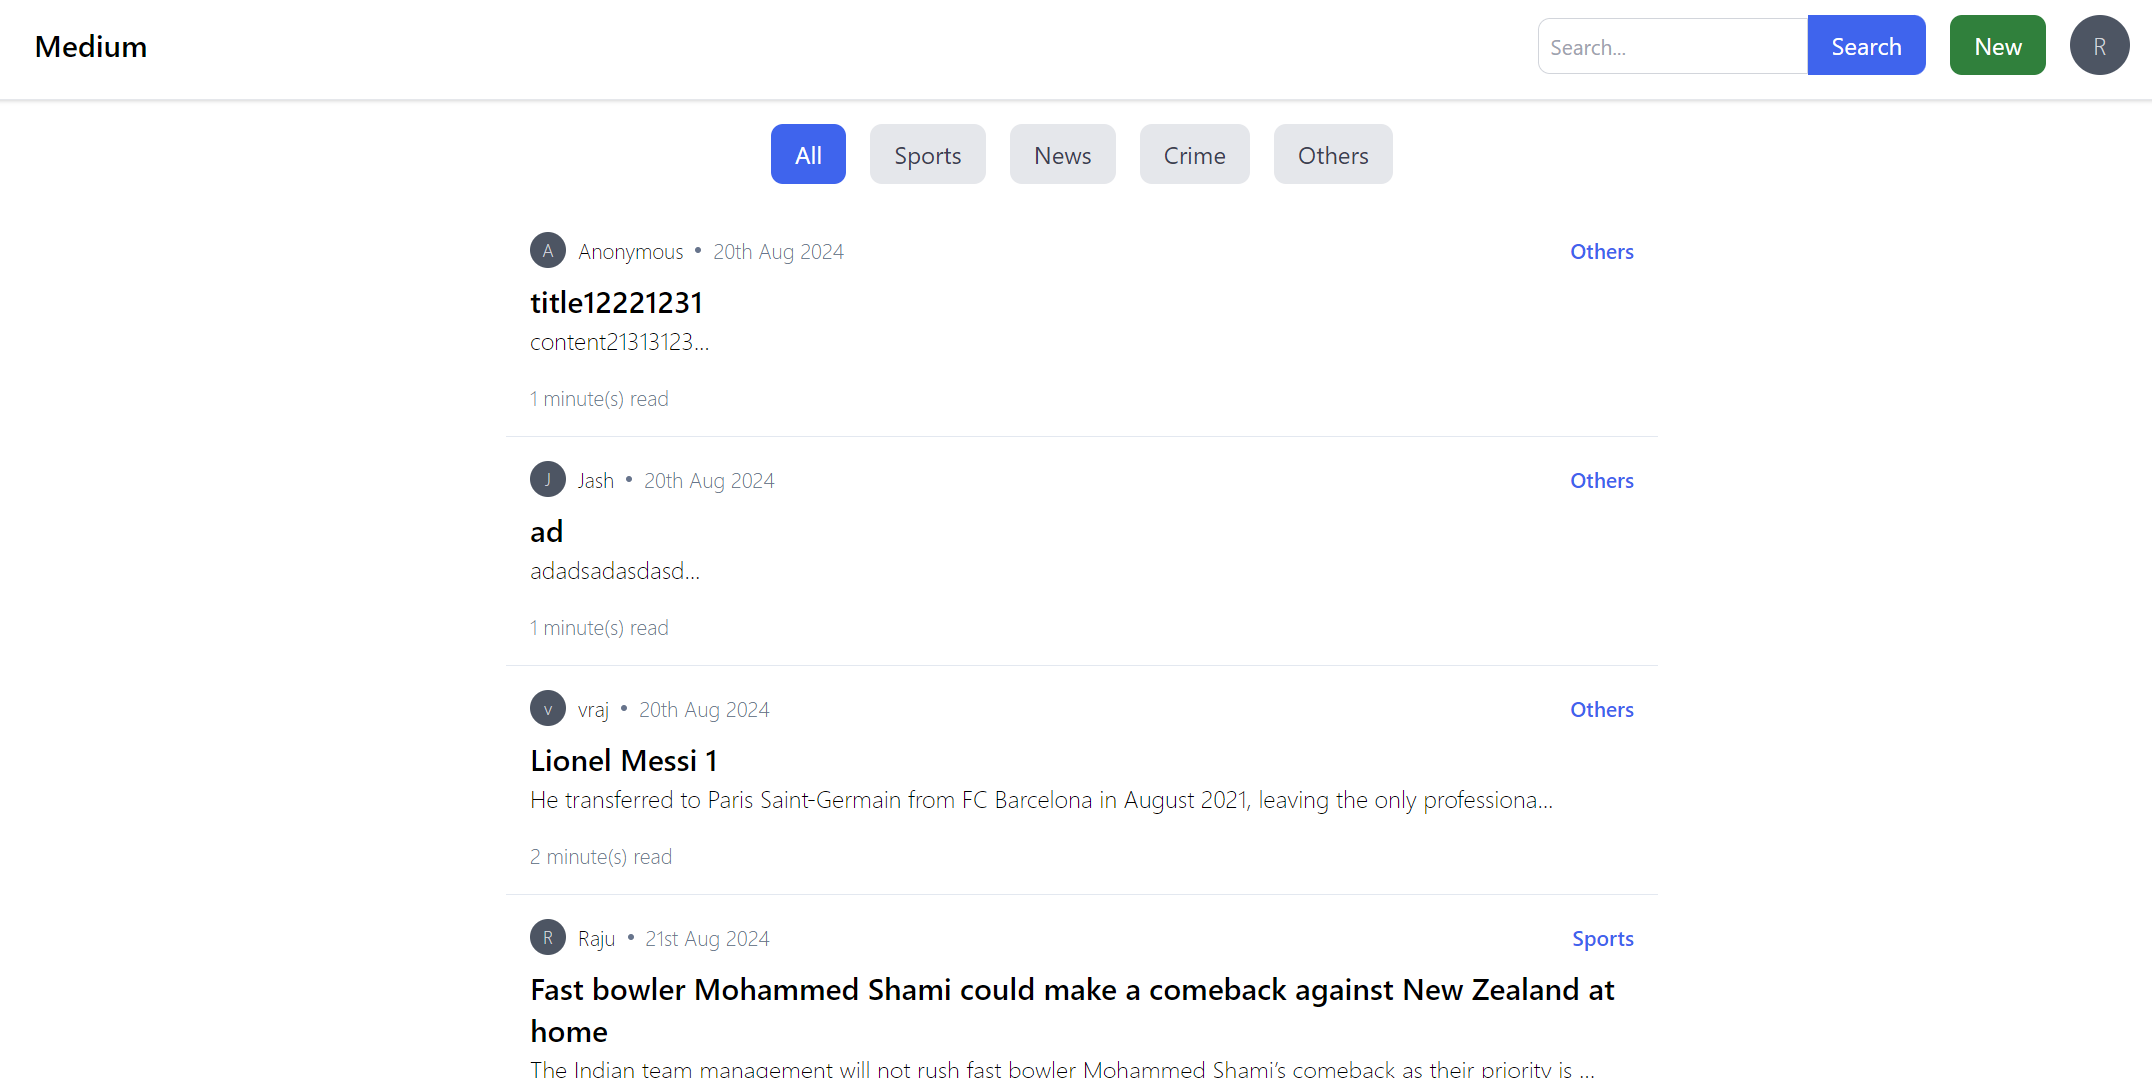 Medium
Search...
Search
New
R
All
Sports
News
Crime
Others
A Anonymous • 20th Aug 2024 Others
title12221231
content21313123...
1 minute(s) read
J Jash • 20th Aug 2024 Others
ad
adadsadasdasd...
1 minute(s) read
v vraj • 20th Aug 2024 Others
Lionel Messi 1
He transferred to Paris Saint-Germain from FC Barcelona in August 2021, leaving the only professiona...
2 minute(s) read
R Raju • 21st Aug 2024 Sports
Fast bowler Mohammed Shami could make a comeback against New Zealand at
home
The Indian team management will not rush fast bowler Mohammed Shami’s comeback as their priority is ...